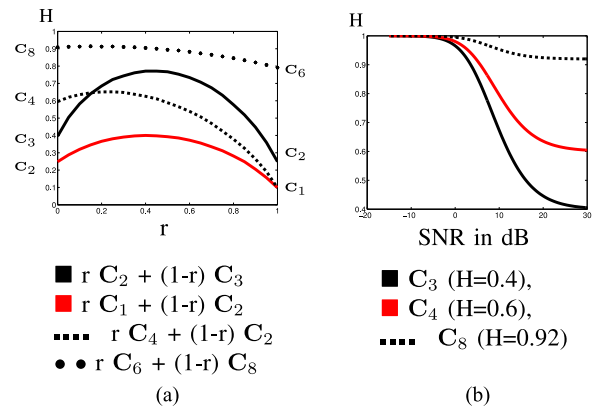 H
C8
C4
C3
C2
1
0.9
0.8
0.7
0.6
0.5
0.4
0.3
0.2
0.1
0
0 0.2 0.4 0.6 0.8 1
C6
C2
C1
r
r C2 + (1-r) C3
r C1 + (1-r) C2
r C4 + (1-r) C2
r C6 + (1-r) C8
(a)
H
1
0.9
0.8
0.7
0.6
0.5
0.4
−20 −10 0 10 20 30
SNR in dB
C3 (H=0.4),
C4 (H=0.6),
C8 (H=0.92)
(b)